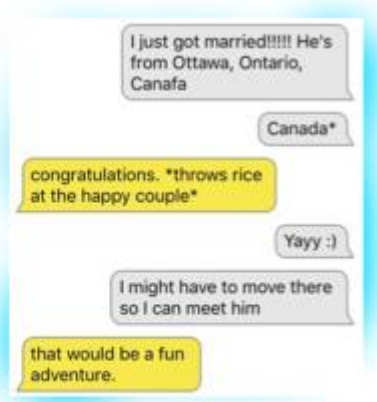 I just got married!!!!! He's
from Ottawa, Ontario,
Canafa
Canada*
congratulations. *throws rice
at the happy couple*
Yayy :)
I might have to move there
so I can meet him
that would be a fun
adventure.